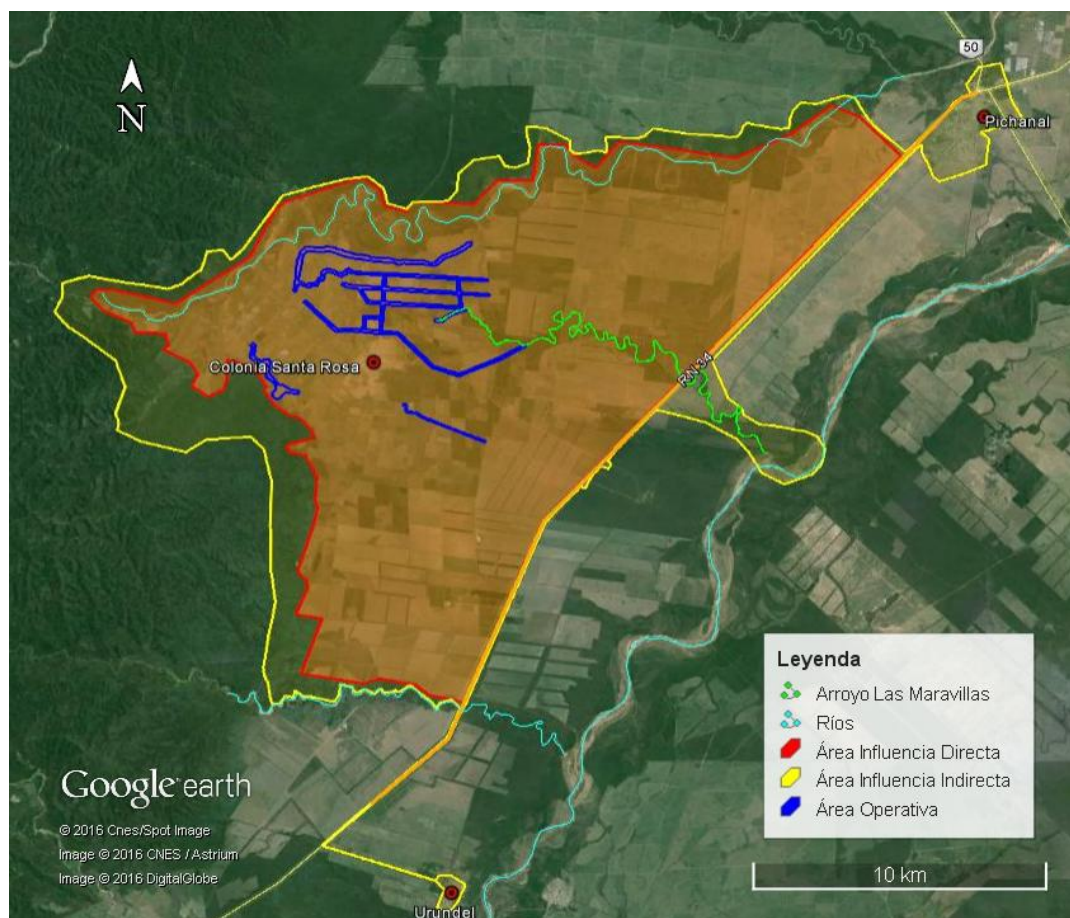 50
N
Pichanal
Colonia Santa Rosa
RN 34
Leyenda
Arroyo Las Maravillas
Ríos
Área Influencia Directa
Área Influencia Indirecta
Área Operativa
Google earth
© 2016 Cnes/Spot Image
Image © 2016 CNES / Astrium
Image © 2016 DigitalGlobe
10 km
Urundel